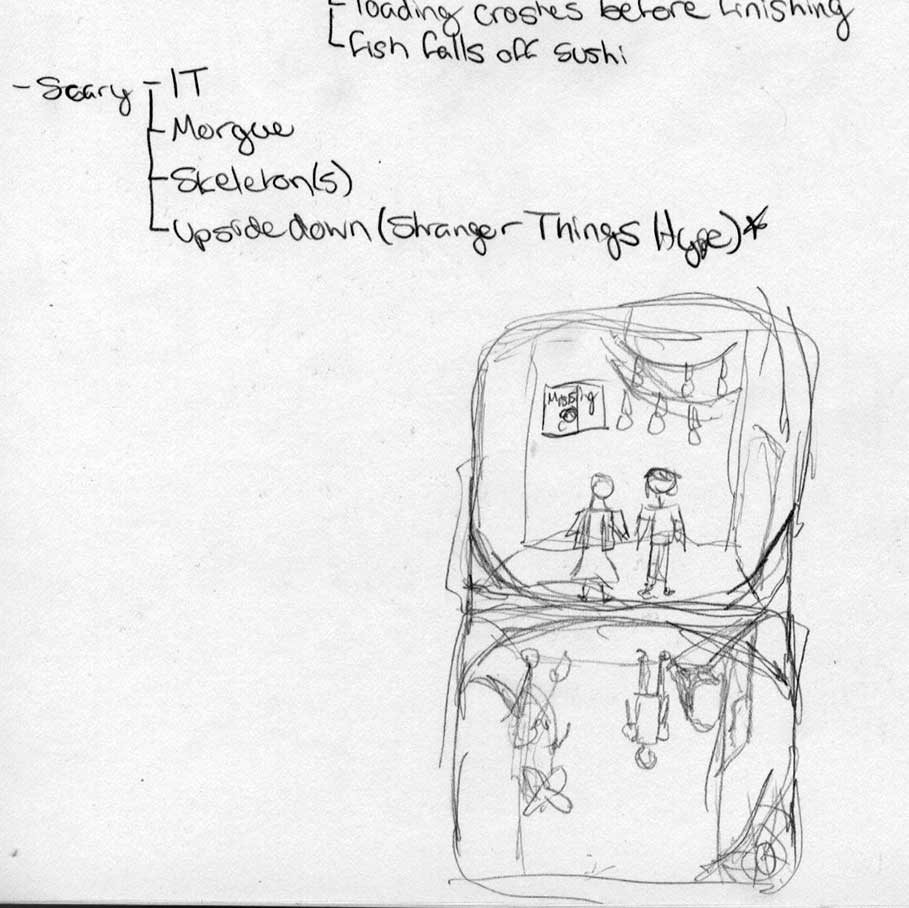 loading crashes before finishing
fish falls off sushi
- Scary - IT
Morgue
Skeleton(s)
Upside down (Stranger Things Hype)*
Missing